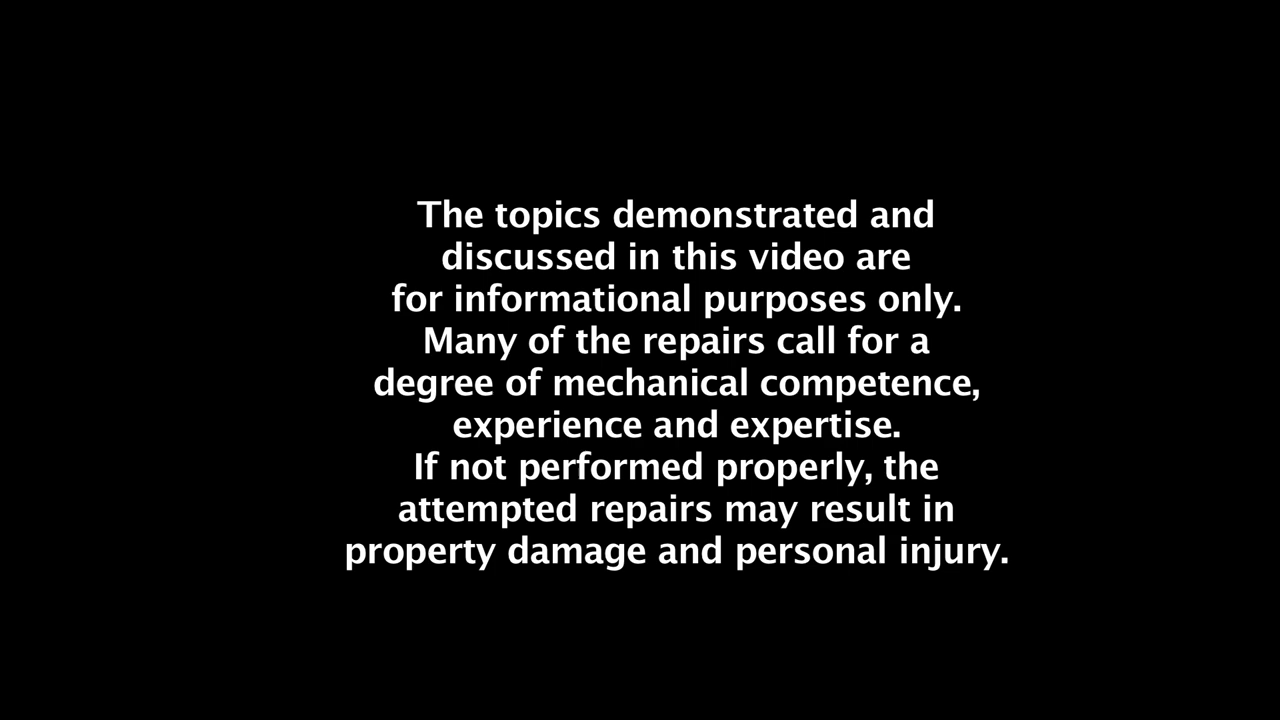 The topics demonstrated and
discussed in this video are
for informational purposes only.
Many of the repairs call for a
degree of mechanical competence,
experience and expertise.
If not performed properly, the
attempted repairs may result in
property damage and personal injury.